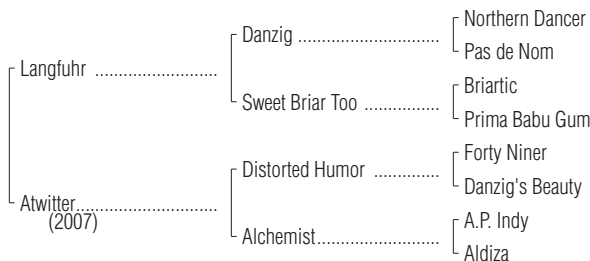 Northern Dancer
Danzig ..............................
Pas de Nom
Langfuhr ..........................
Briartic
Sweet Briar Too ................
Prima Babu Gum
Forty Niner
Distorted Humor ..............
Danzig's Beauty
Atwitter..............................
(2007)
A.P. Indy
Alchemist..........................
Aldiza